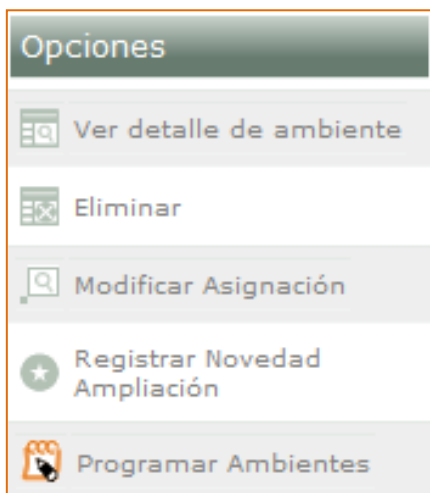 Opciones
Ver detalle de ambiente
Eliminar
Modificar Asignación
Registrar Novedad
Ampliación
Programar Ambientes